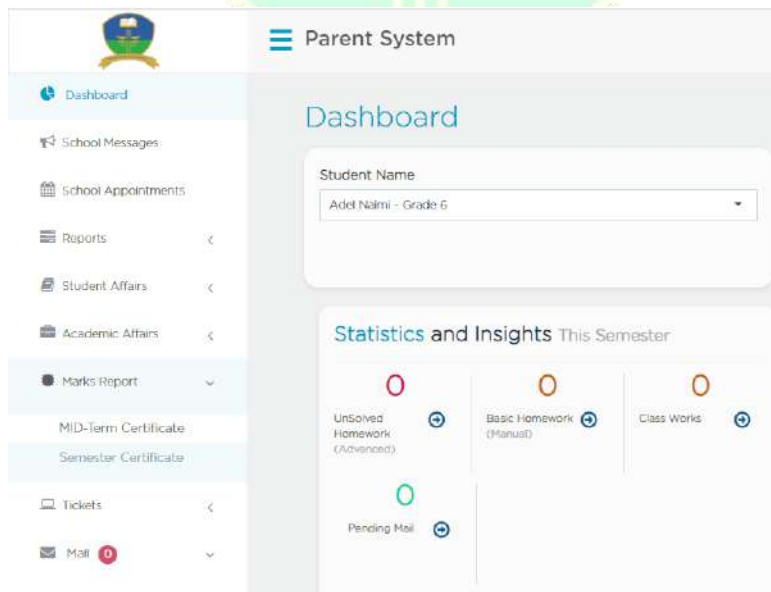 Parent System
Dashboard
School Messages
School Appointments
Reports
Student Affairs
Academic Affairs
Marks Report
MID-Term Certificate
Semester Certificate
Tickets
Mail 0
Dashboard
Student Name
Adel Naimi - Grade 6
Statistics and Insights This Semester
0
UnSolved
Homework
(Advanced)
0
Basic Homework
(Manual)
0
Class Works
0
Pending Mail